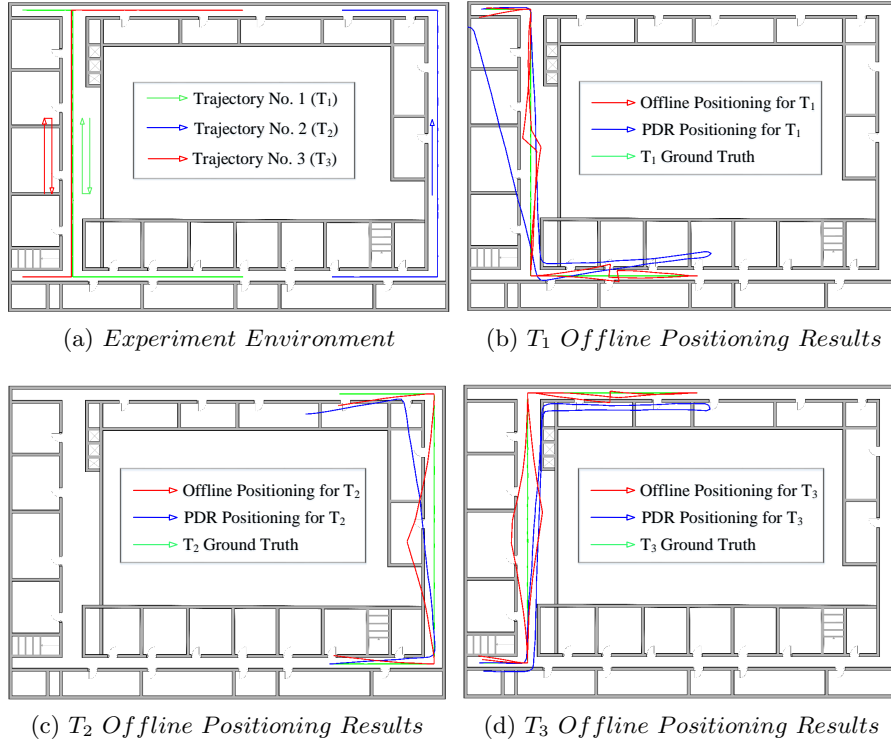 Trajectory No. 1 (T₁)
Trajectory No. 2 (T₂)
Trajectory No. 3 (T₃)
(a) Experiment Environment
Offline Positioning for T₁
PDR Positioning for T₁
T₁ Ground Truth
(b) T₁ Offline Positioning Results
Offline Positioning for T₂
PDR Positioning for T₂
T₂ Ground Truth
(c) T₂ Offline Positioning Results
Offline Positioning for T₃
PDR Positioning for T₃
T₃ Ground Truth
(d) T₃ Offline Positioning Results